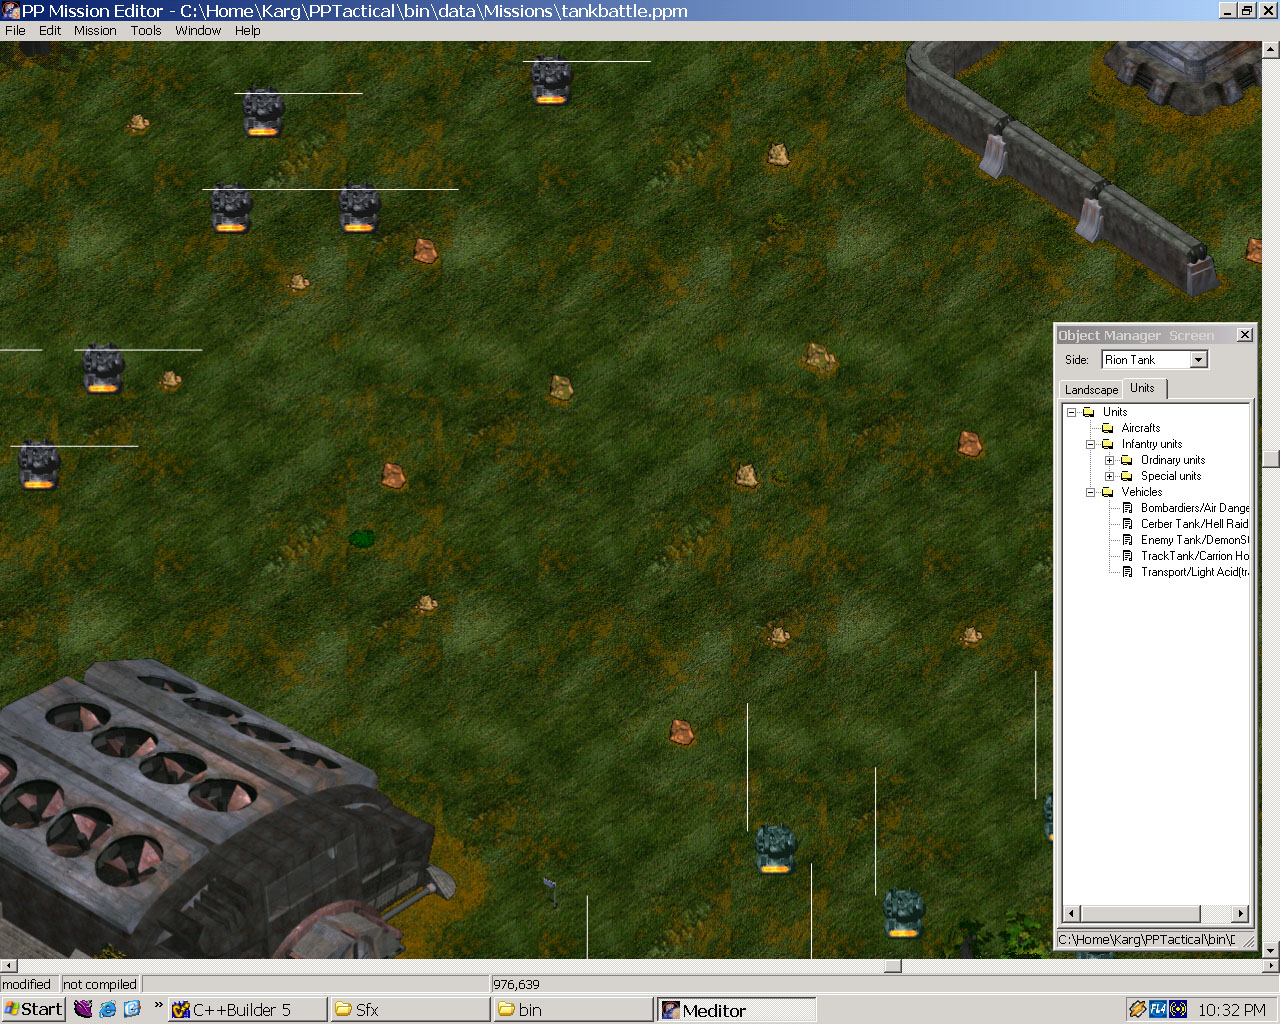 PP Mission Editor - C:\Home\Karg\PPTactical\bin\data\Missions\tankbattle.ppm
File Edit Mission Tools Window Help
Object Manager Screen
Side: Rion Tank
Landscape Units
Units
Aircrafts
Infantry units
Ordinary units
Special units
Vehicles
Bombardiers/Air Dange
Cerber Tank/Hell Raid
Enemy Tank/DemonS
TrackTank/Carrion Ho
Transport/Light Acid(tr
C:\Home\Karg\PPTactical\bin\
modified not compiled 976,639
Start » C++Builder 5 Sfx bin Meditor FL4 10:32 PM